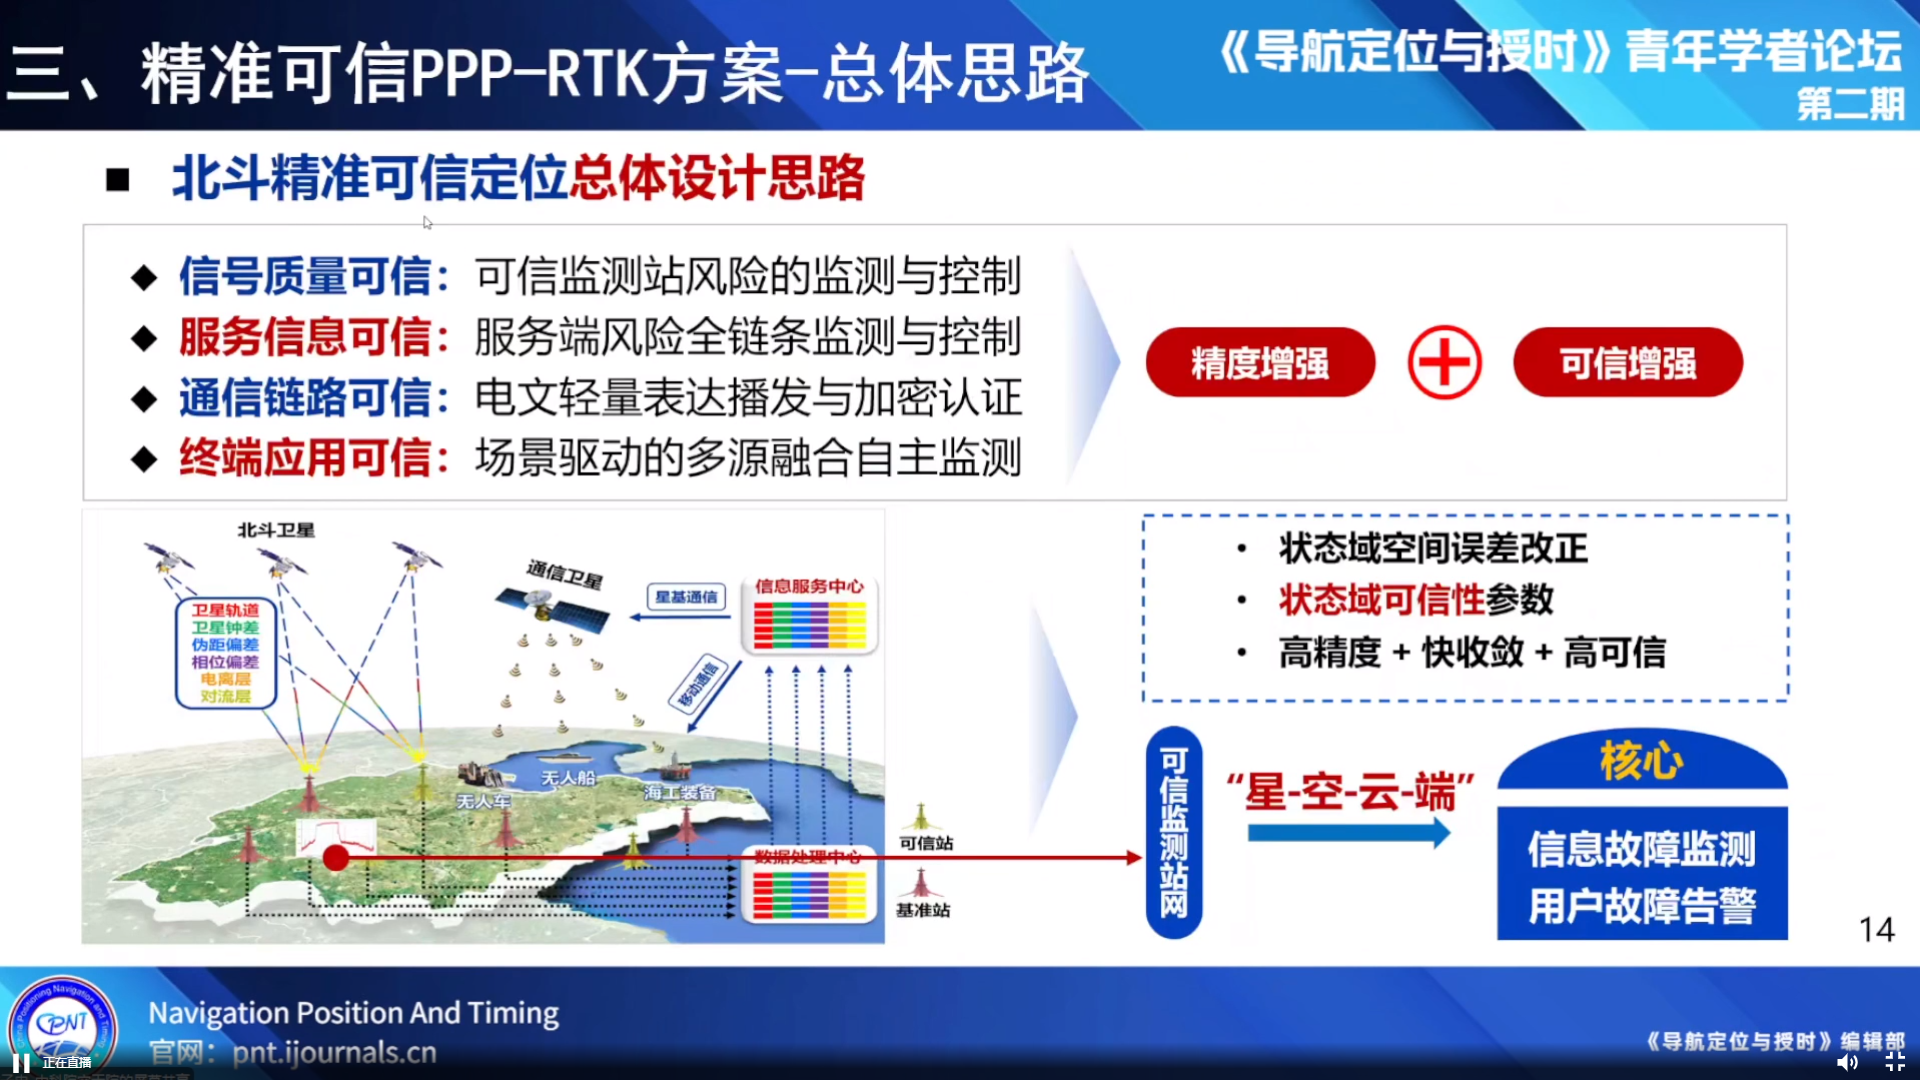 三、精准可信PPP-RTK方案-总体思路
《导航定位与授时》青年学者论坛
第二期
■ 北斗精准可信定位总体设计思路
◆ 信号质量可信：可信监测站风险的监测与控制
◆ 服务信息可信：服务端风险全链条监测与控制
◆ 通信链路可信：电文轻量表达播发与加密认证
◆ 终端应用可信：场景驱动的多源融合自主监测
精度增强
可信增强
北斗卫星
通信卫星
星基通信
信息服务中心
卫星轨道
卫星钟差
伪距偏差
相位偏差
电离层
对流层
移动通信
无人车
无人船
海工装备
数据处理中心
可信站
基准站
• 状态域空间误差改正
• 状态域可信性参数
• 高精度 + 快收敛 + 高可信
可信监测站网
“星-空-云-端”
核心
信息故障监测
用户故障告警
14
China Positioning Navigation and Timing
CPNT
Navigation Position And Timing
官网：pnt.ijournals.cn
正在直播
《导航定位与授时》编辑部